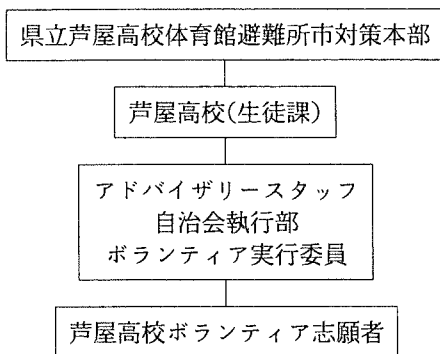 県立芦屋高校体育館避難所市対策本部
芦屋高校(生徒課)
アドバイザリースタッフ
自治会執行部
ボランティア実行委員
芦屋高校ボランティア志願者